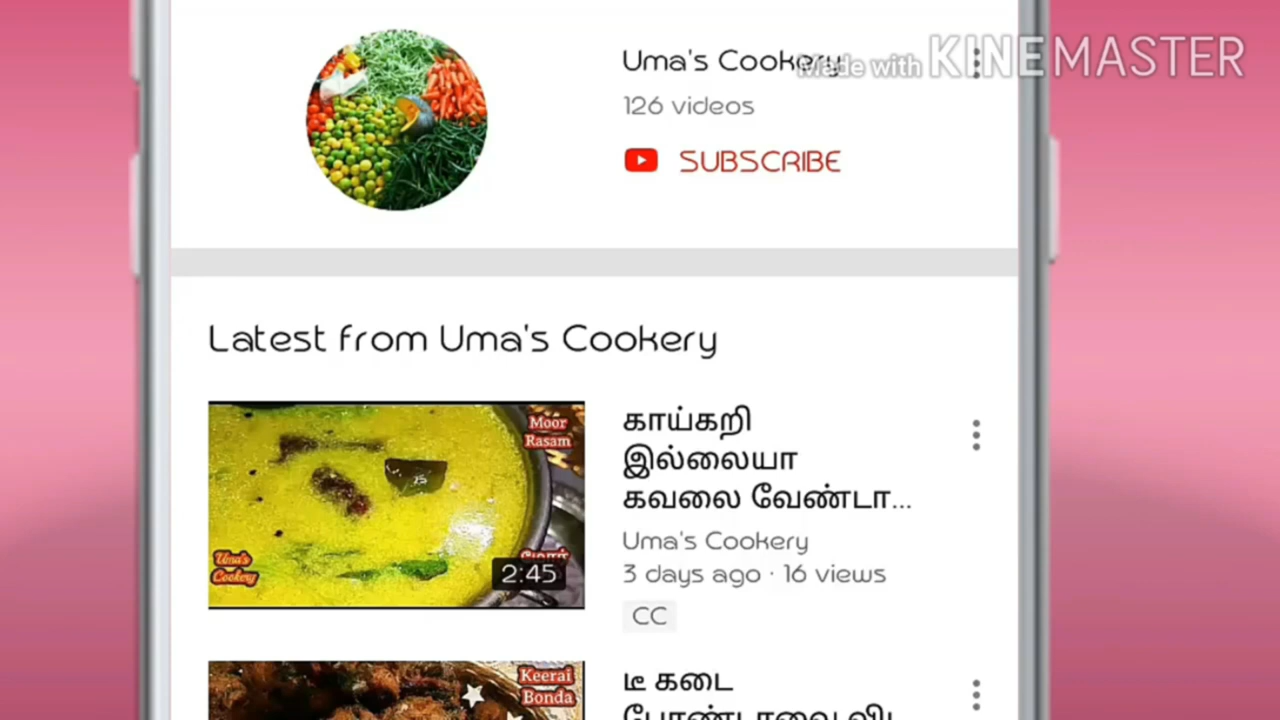 Uma's Cookery
Made with KINEMASTER
126 videos
SUBSCRIBE
Latest from Uma's Cookery
Moor
Rasam
Uma's
Cookery
மோர்
2:45
காய்கறி
இல்லையா
கவலை வேண்டா...
Uma's Cookery
3 days ago · 16 views
CC
Keerai
Bonda
டீ கடை